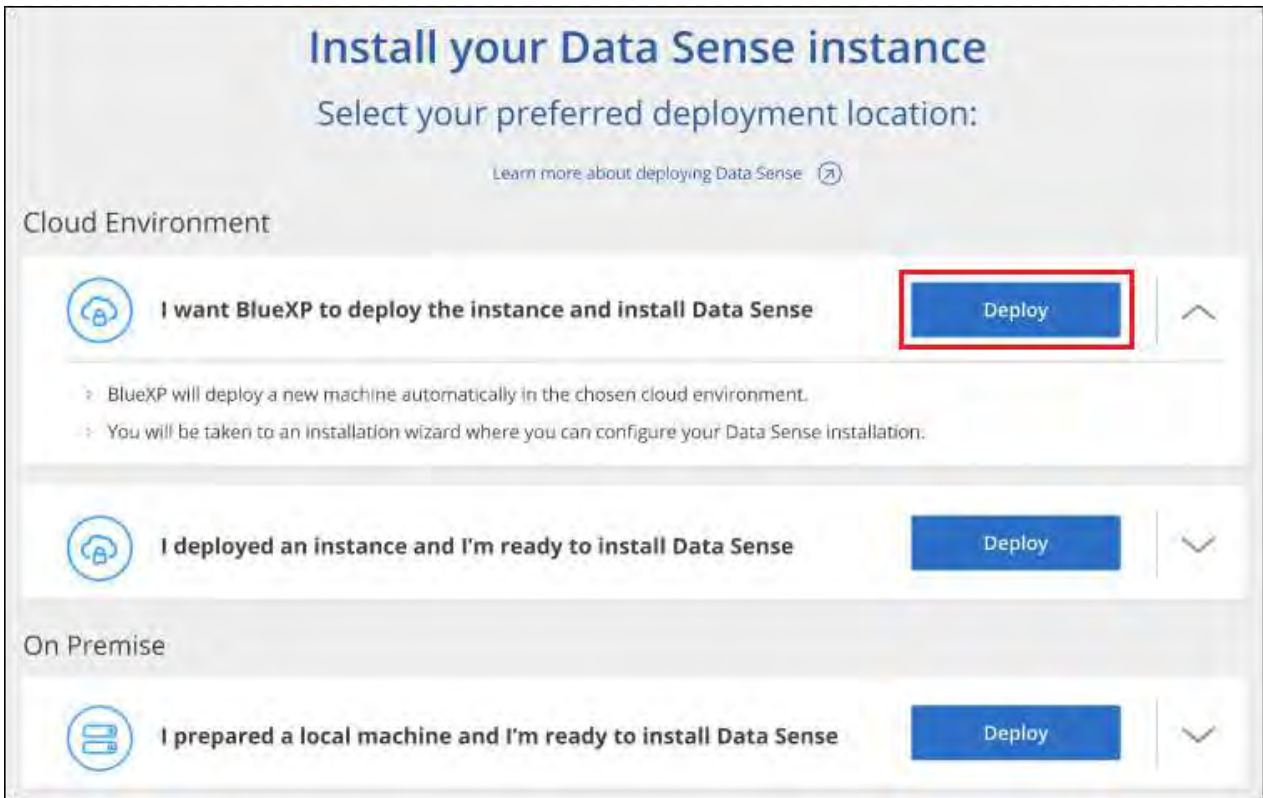 Install your Data Sense instance
Select your preferred deployment location:
Learn more about deploying Data Sense
Cloud Environment
I want BlueXP to deploy the instance and install Data Sense
Deploy
BlueXP will deploy a new machine automatically in the chosen cloud environment.
You will be taken to an installation wizard where you can configure your Data Sense installation.
I deployed an instance and I'm ready to install Data Sense
Deploy
On Premise
I prepared a local machine and I'm ready to install Data Sense
Deploy